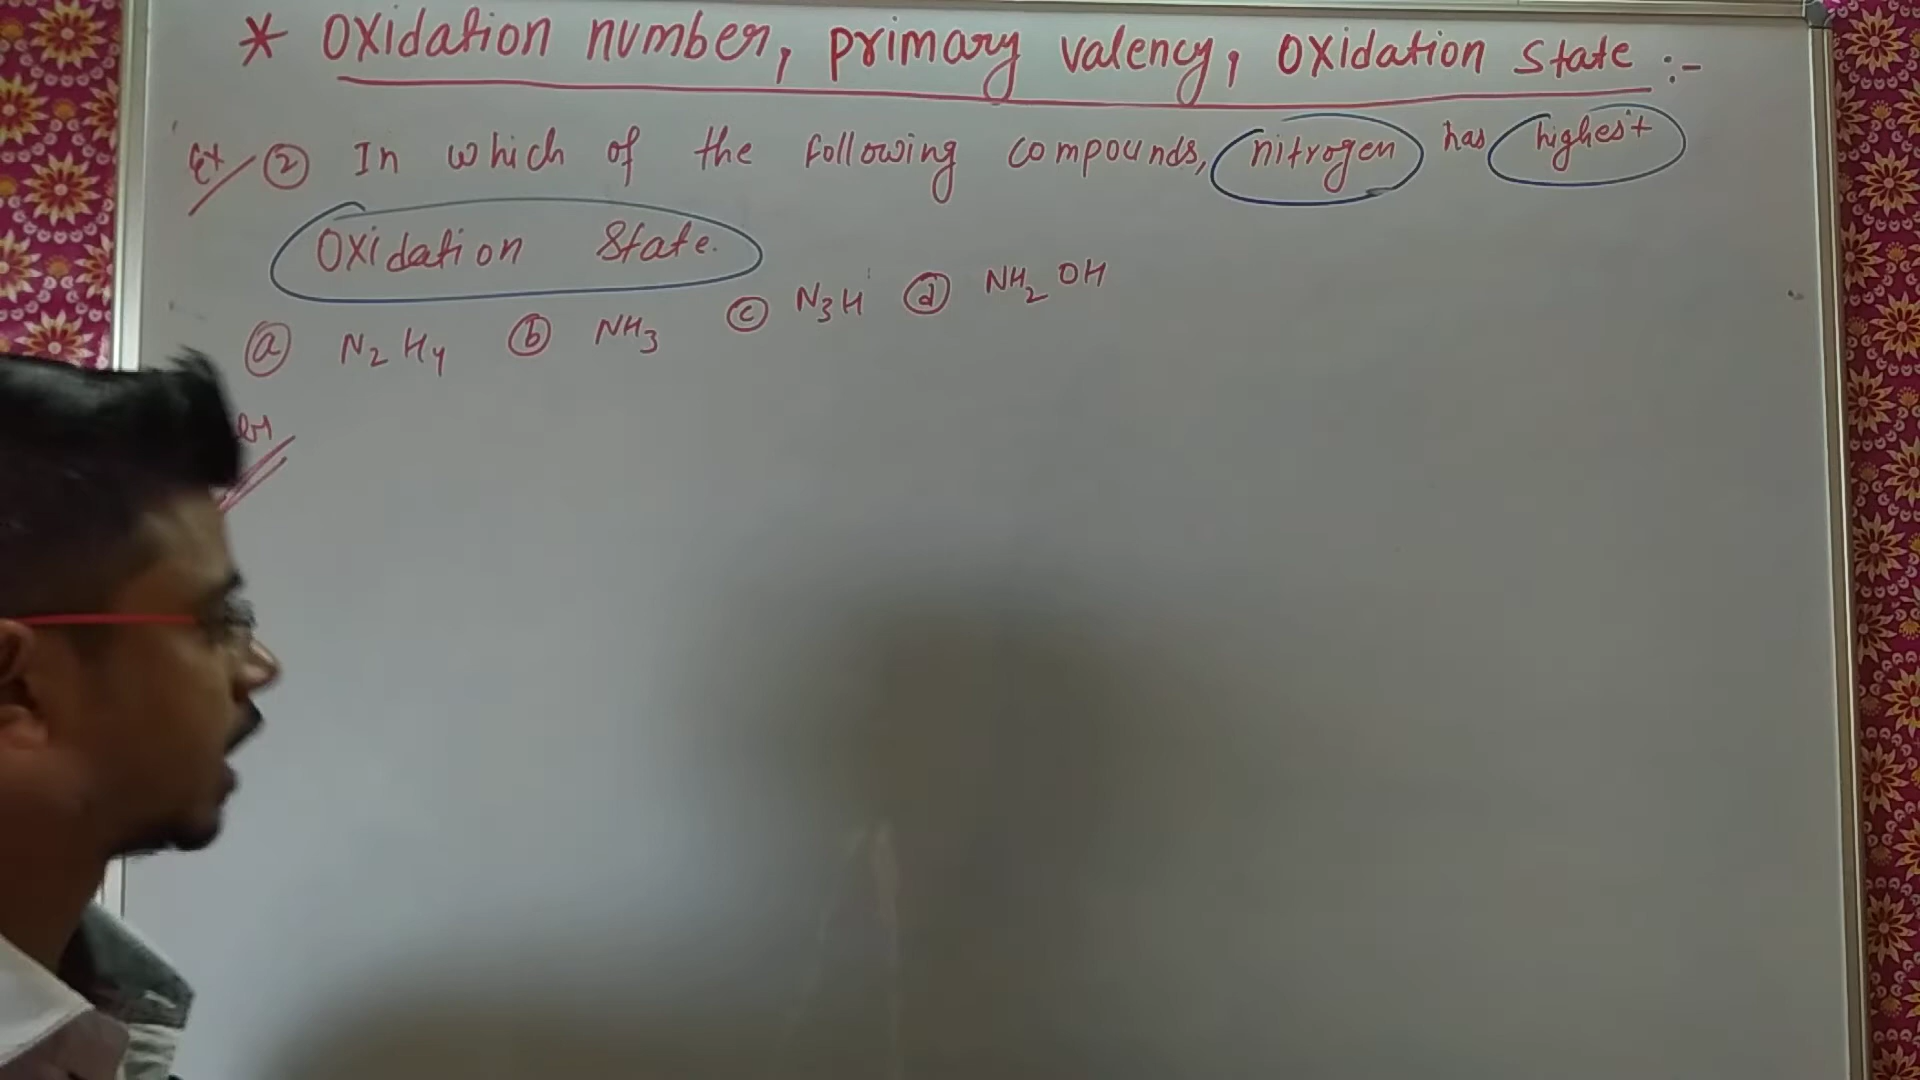 * Oxidation number, primary valency, Oxidation State :-
Ex ② In which of the following compounds, nitrogen has highest
Oxidation State.
ⓐ N₂H₄ ⓑ NH₃ ⓒ N₃H ⓓ NH₂OH